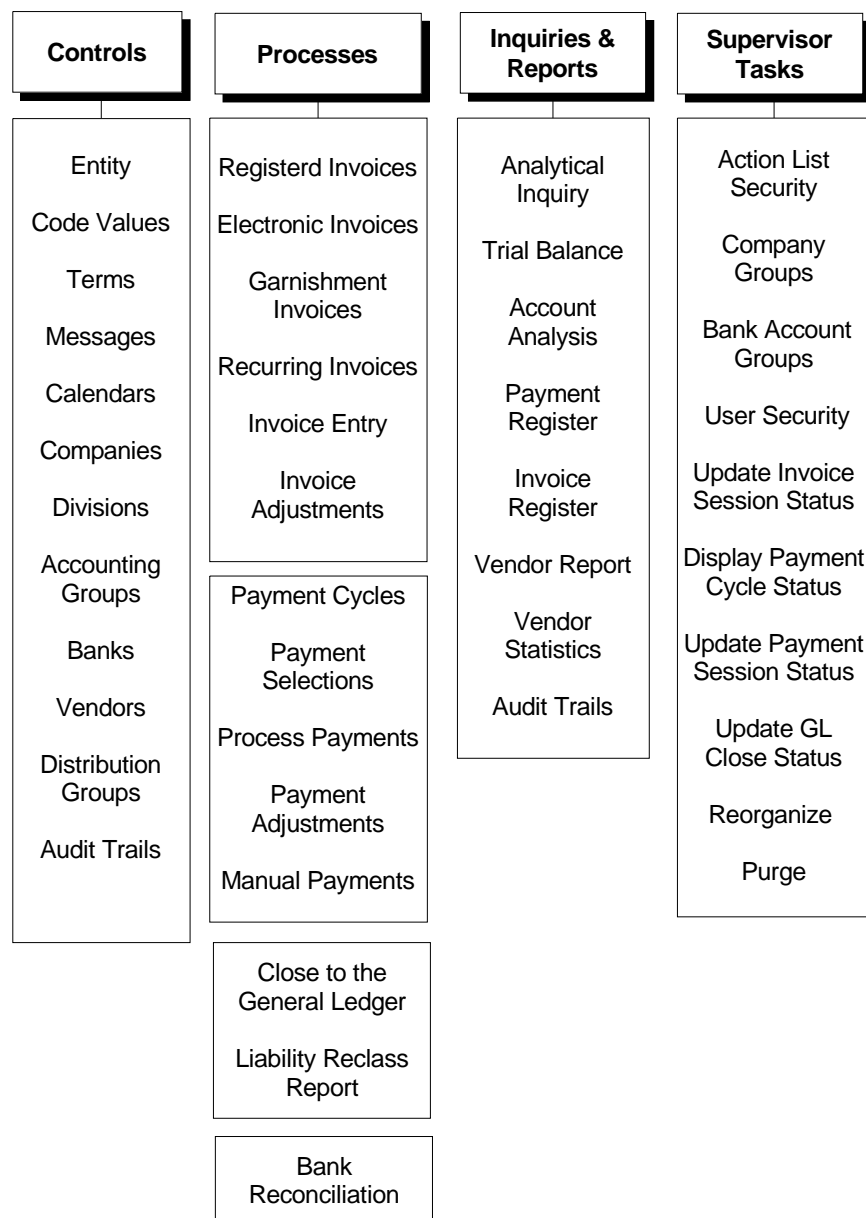 Controls
Processes
Inquiries &
Reports
Supervisor
Tasks
Entity
Code Values
Terms
Messages
Calendars
Companies
Divisions
Accounting
Groups
Banks
Vendors
Distribution
Groups
Audit Trails
Registerd Invoices
Electronic Invoices
Garnishment
Invoices
Recurring Invoices
Invoice Entry
Invoice
Adjustments
Payment Cycles
Payment
Selections
Process Payments
Payment
Adjustments
Manual Payments
Close to the
General Ledger
Liability Reclass
Report
Bank
Reconciliation
Analytical
Inquiry
Trial Balance
Account
Analysis
Payment
Register
Invoice
Register
Vendor Report
Vendor
Statistics
Audit Trails
Action List
Security
Company
Groups
Bank Account
Groups
User Security
Update Invoice
Session Status
Display Payment
Cycle Status
Update Payment
Session Status
Update GL
Close Status
Reorganize
Purge